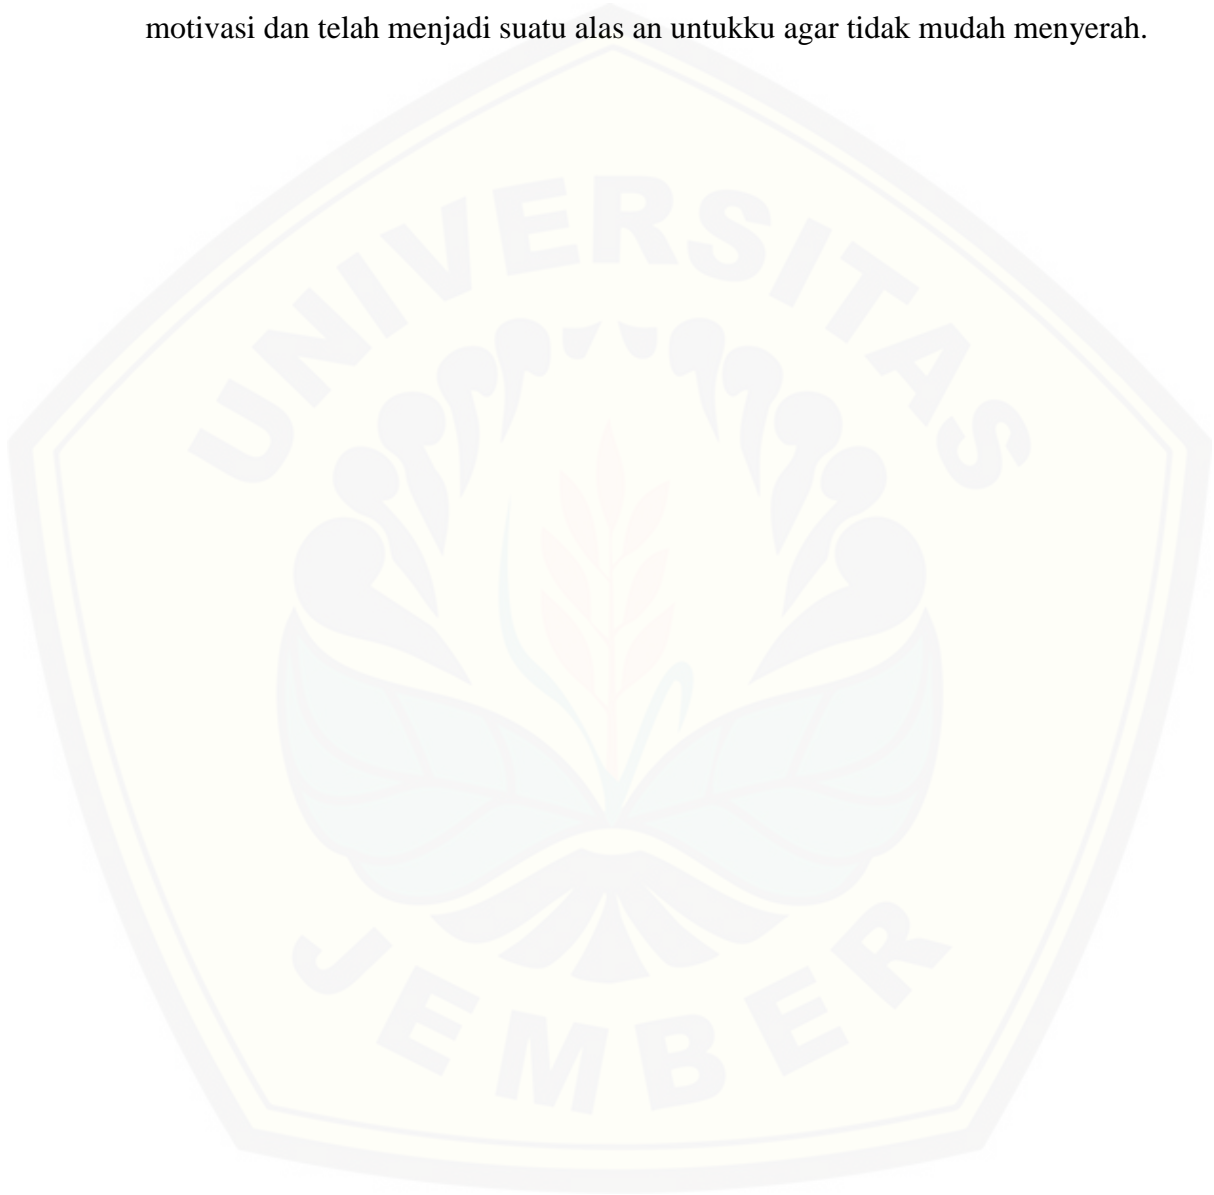 motivasi dan telah menjadi suatu alas an untukku agar tidak mudah menyerah.
UNIVERSITAS
JEMBER